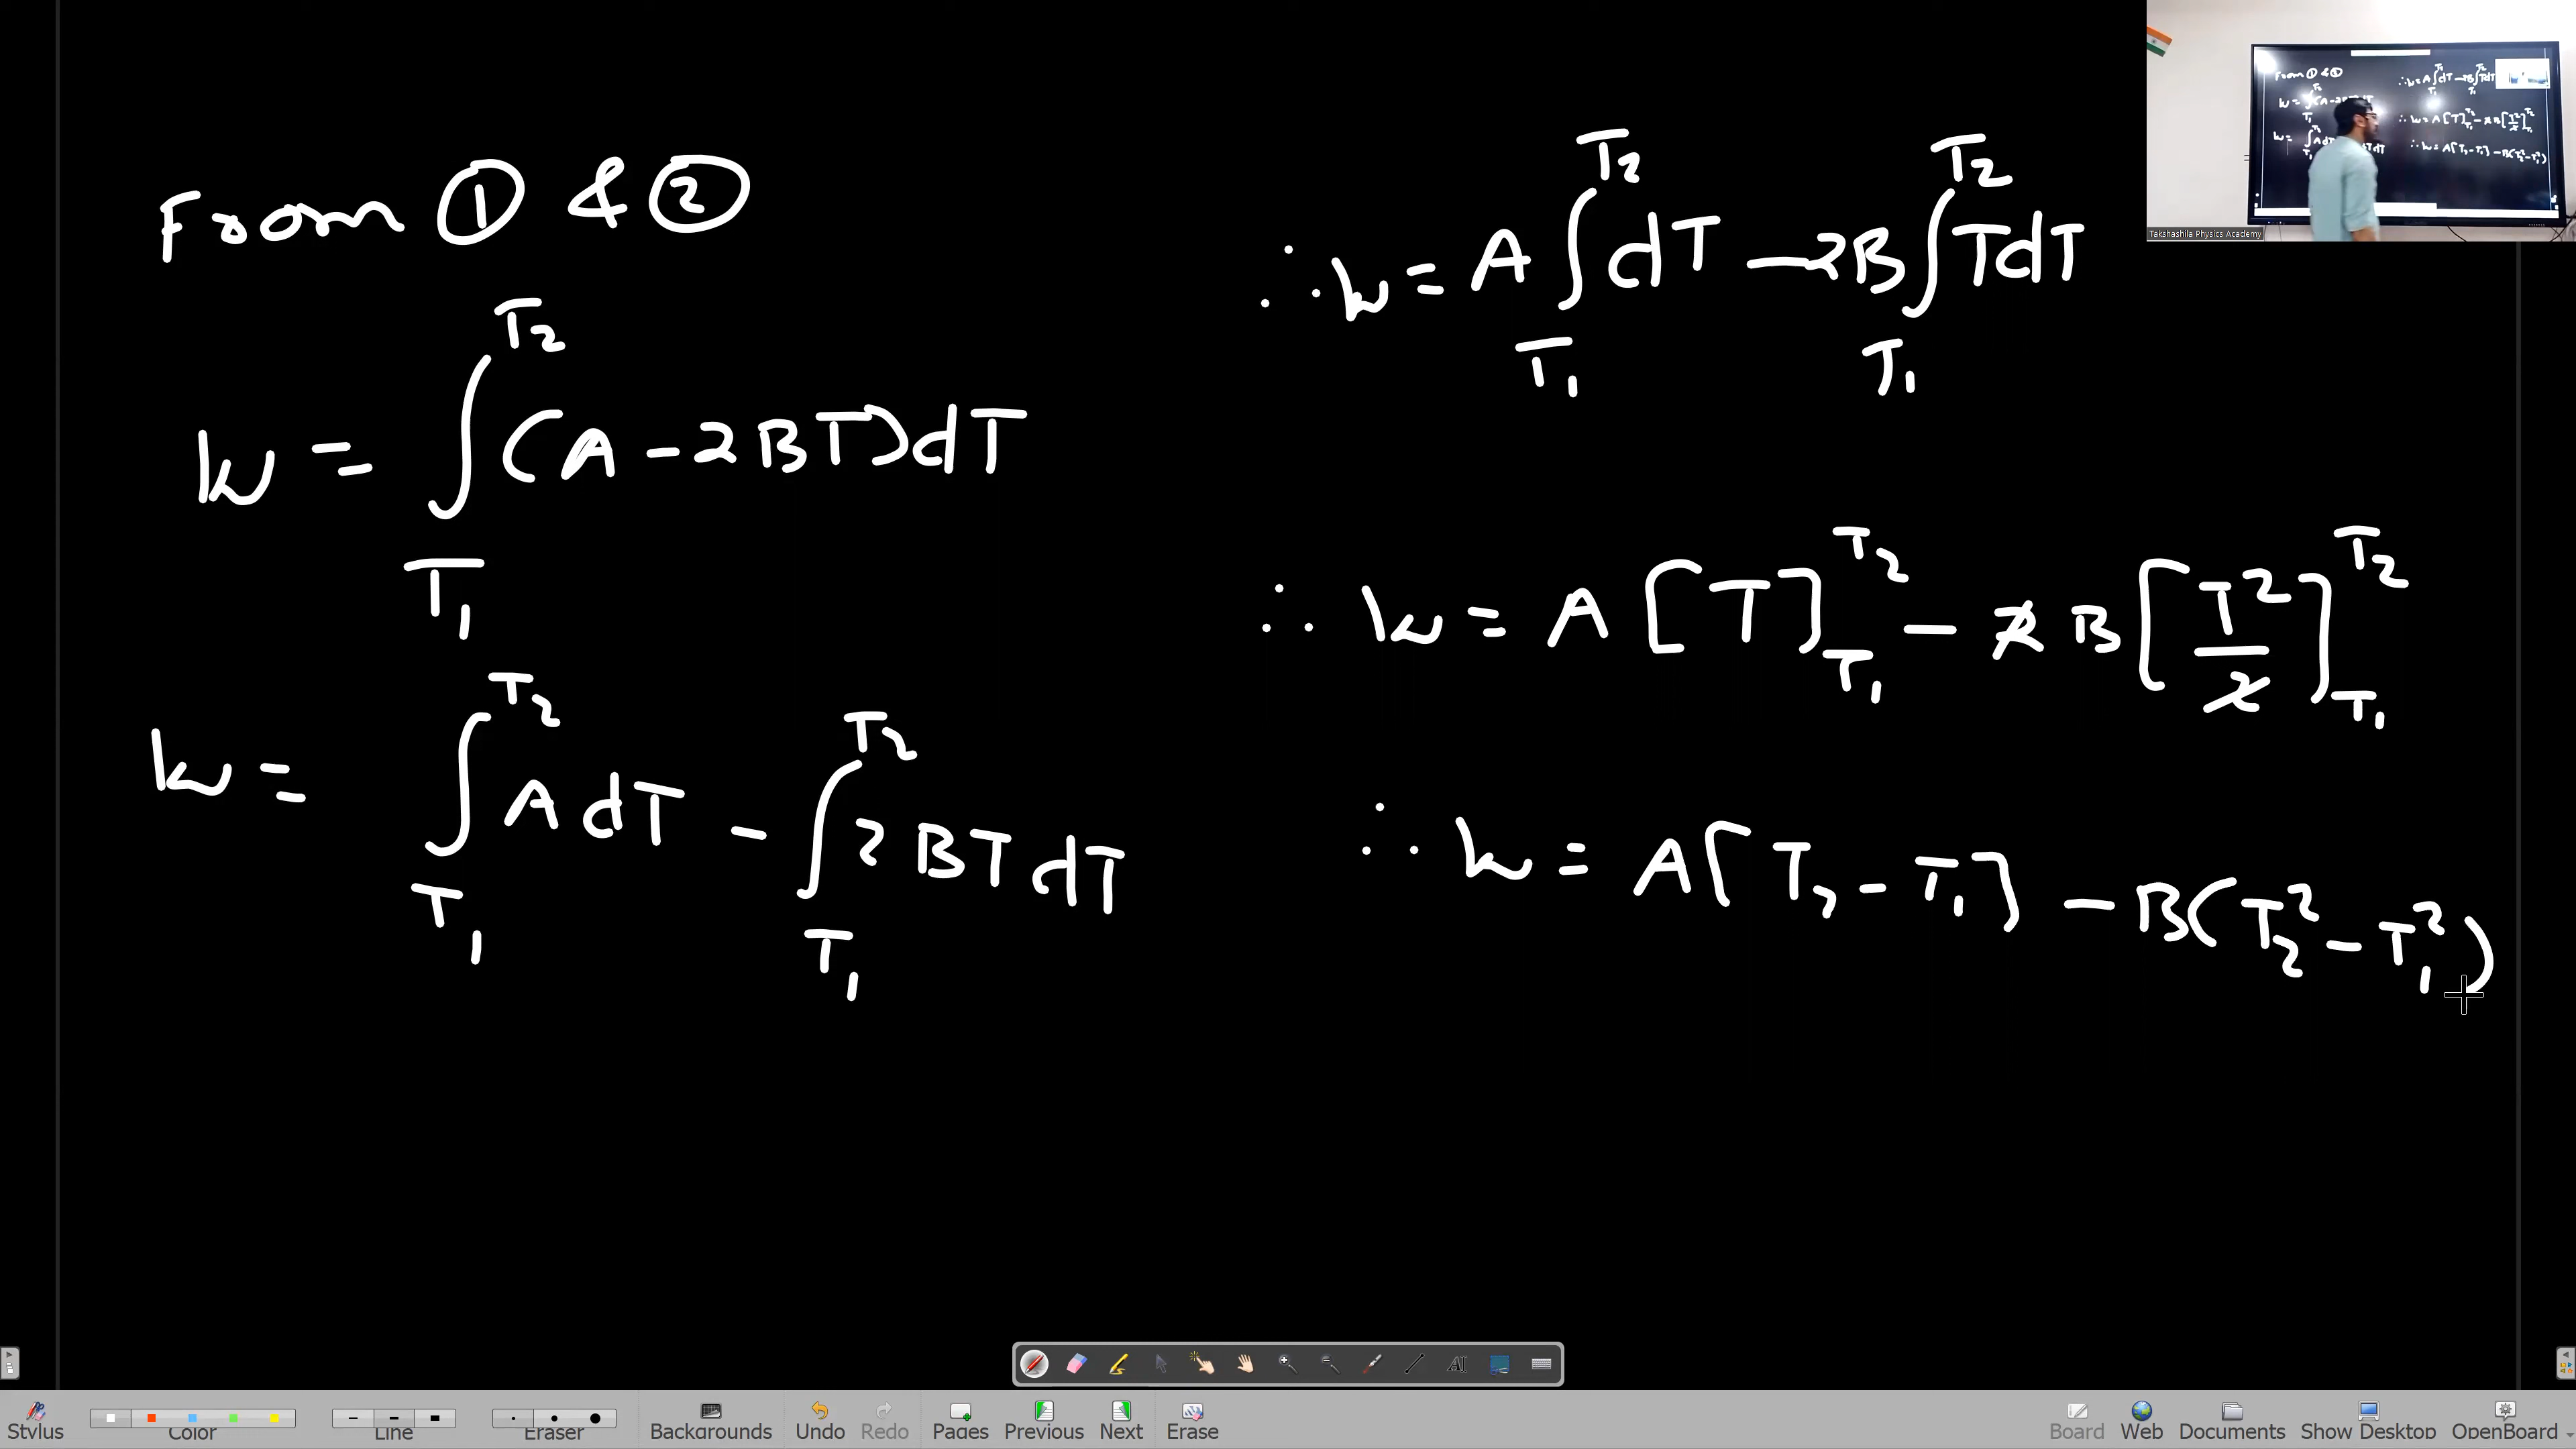 From ① & ②
W = ∫_{T₁}^{T₂} (A - 2BT)dT
W = ∫_{T₁}^{T₂} A dT - ∫_{T₁}^{T₂} 2BT dT
∴ W = A ∫_{T₁}^{T₂} dT - 2B ∫_{T₁}^{T₂} T dT
∴ W = A [T]_{T₁}^{T₂} - 2B [T²/2]_{T₁}^{T₂}
∴ W = A[T₂ - T₁] - B(T₂² - T₁²)
Takshashila Physics Academy
Stylus Color Line Eraser Backgrounds Undo Redo Pages Previous Next Erase Board Web Documents Show Desktop OpenBoard